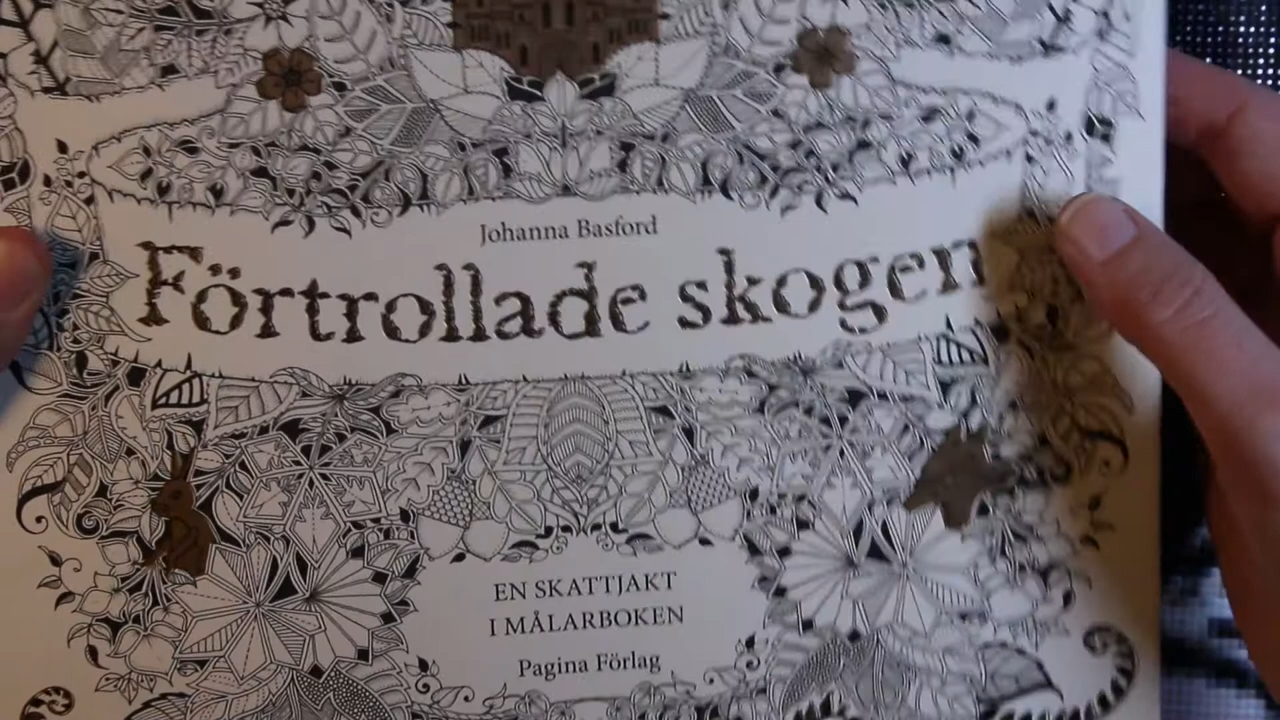 Johanna Basford
Förtrollade skogen
EN SKATTJAKT
I MÅLARBOKEN
Pagina Förlag